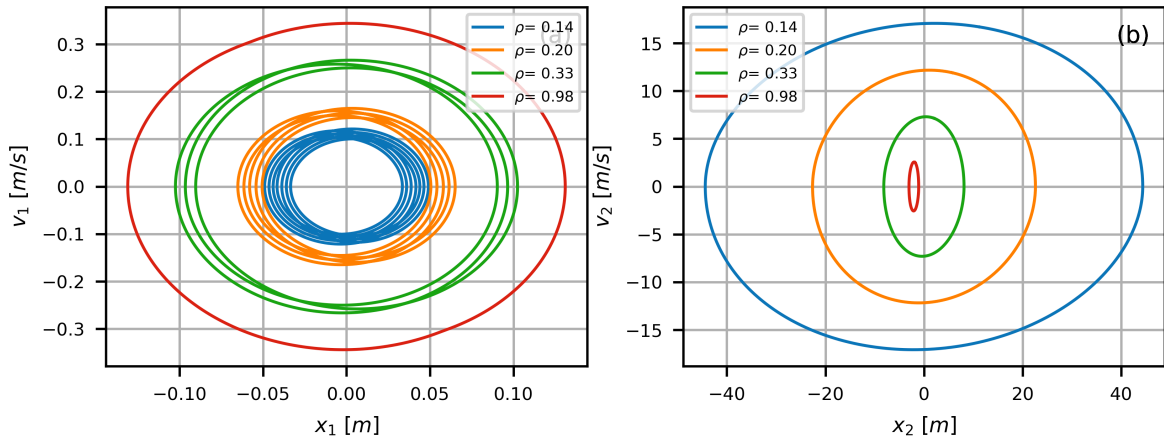 ρ= 0.14
ρ= 0.20
ρ= 0.33
ρ= 0.98
(a)
0.3
0.2
0.1
0.0
−0.1
−0.2
−0.3
v₁ [m/s]
−0.10
−0.05
0.00
0.05
0.10
x₁ [m]
ρ= 0.14
ρ= 0.20
ρ= 0.33
ρ= 0.98
(b)
15
10
5
0
−5
−10
−15
v₂ [m/s]
−40
−20
0
20
40
x₂ [m]